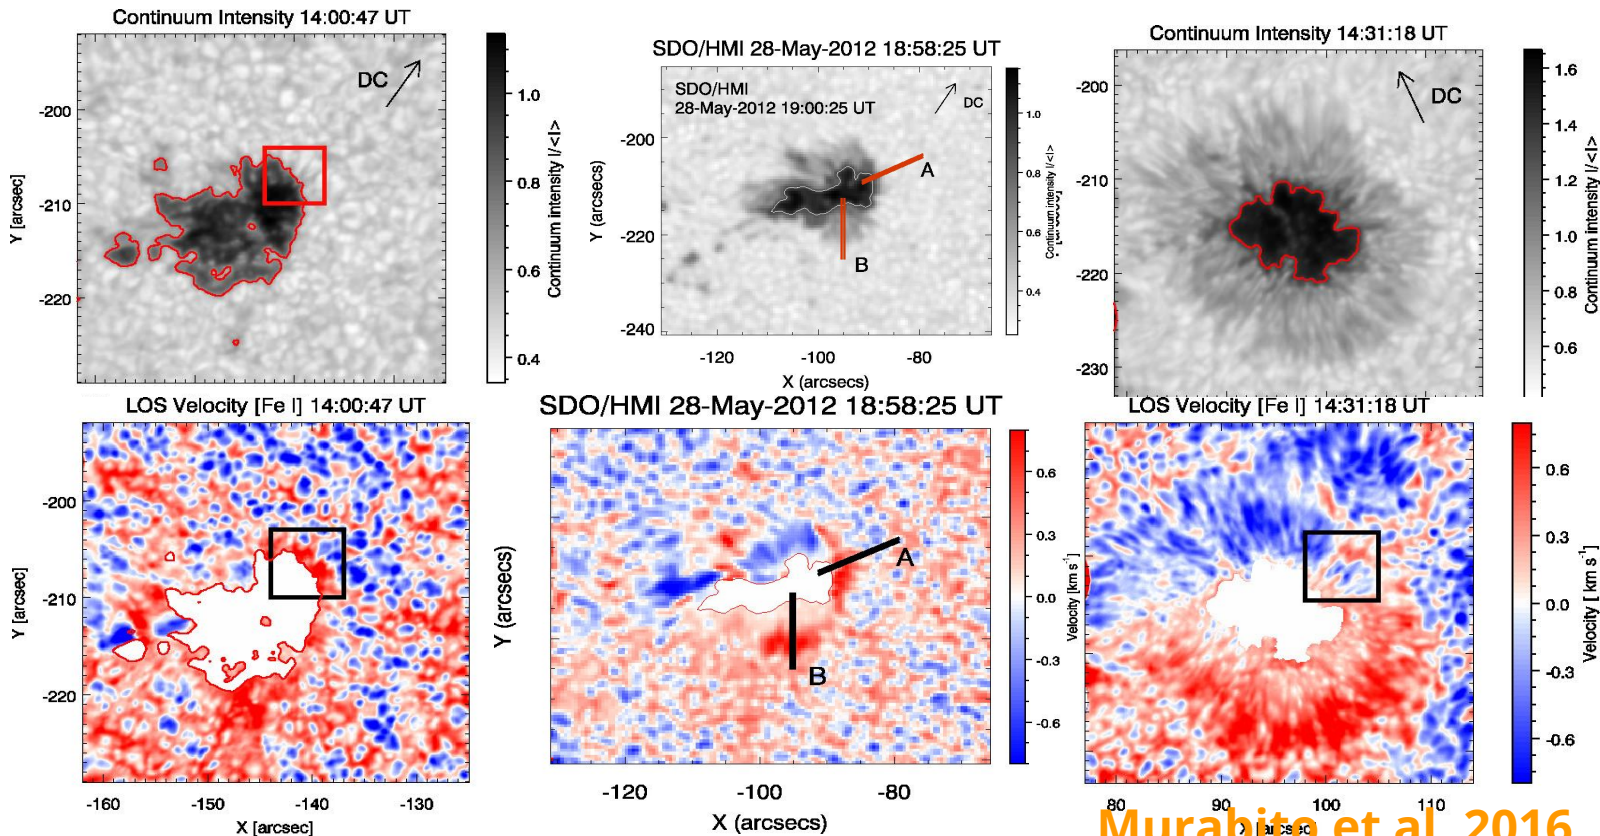 Continuum Intensity 14:00:47 UT
DC
-200
-210
-220
Y [arcsec]
1.0
0.8
0.6
0.4
Continuum intensity I/<I>
SDO/HMI 28-May-2012 18:58:25 UT
SDO/HMI
28-May-2012 19:00:25 UT
DC
A
B
-200
-220
-240
Y (arcsecs)
-120 -100 -80
X (arcsecs)
1.0
0.8
0.6
0.4
Continuum intensity I/<I>
Continuum Intensity 14:31:18 UT
DC
-200
-210
-220
-230
1.6
1.4
1.2
1.0
0.8
0.6
Continuum intensity I/<I>
LOS Velocity [Fe I] 14:00:47 UT
-200
-210
-220
Y [arcsec]
-160 -150 -140 -130
X [arcsec]
SDO/HMI 28-May-2012 18:58:25 UT
A
B
Y (arcsecs)
-120 -100 -80
X (arcsecs)
0.6
0.3
0.0
-0.3
-0.6
Velocity [km s-1]
LOS Velocity [Fe I] 14:31:18 UT
80 90 100 110
X [arcsec]
0.6
0.3
0.0
-0.3
-0.6
Velocity [ km s-1]
Murabito et al. 2016